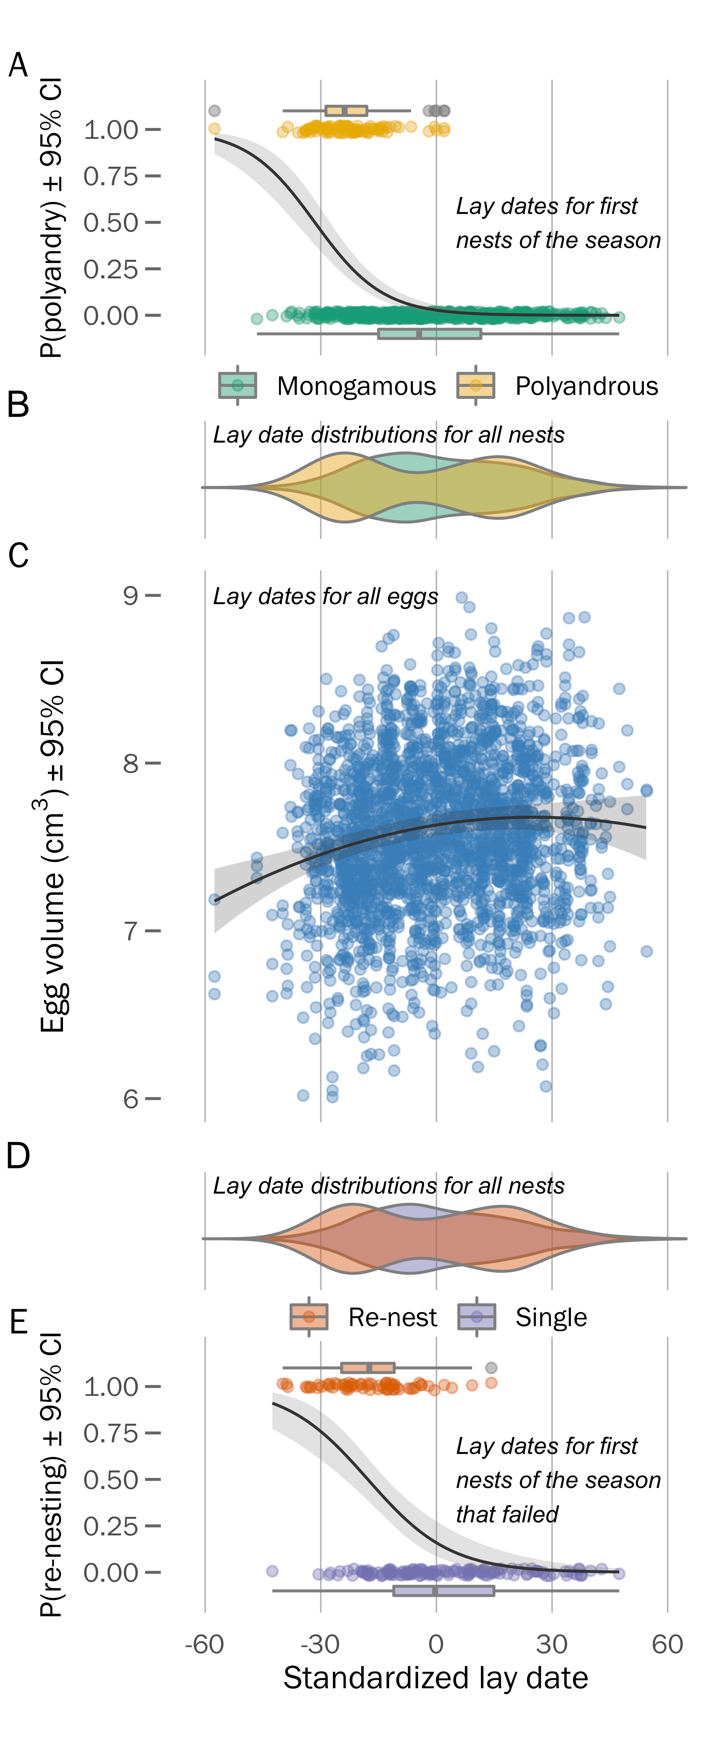 A
P(polyandry) ± 95% CI
1.00
0.75
0.50
0.25
0.00
Lay dates for first
nests of the season
Monogamous
Polyandrous
B
Lay date distributions for all nests
C
Egg volume (cm³) ± 95% CI
9
8
7
6
Lay dates for all eggs
D
Lay date distributions for all nests
Re-nest
Single
E
P(re-nesting) ± 95% CI
1.00
0.75
0.50
0.25
0.00
Lay dates for first
nests of the season
that failed
-60 -30 0 30 60
Standardized lay date